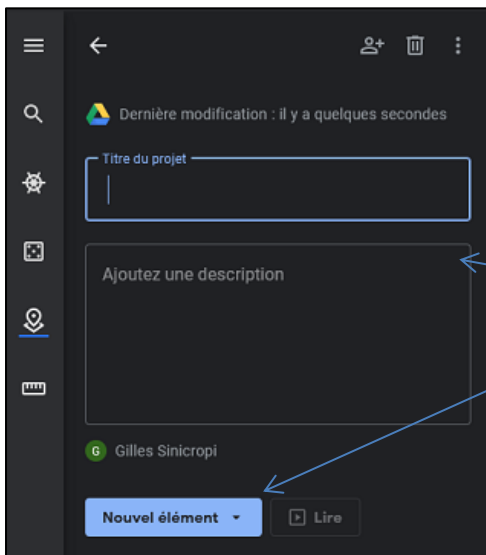 Dernière modification : il y a quelques secondes
Titre du projet
Ajoutez une description
G Gilles Sinicropi
Nouvel élément
Lire